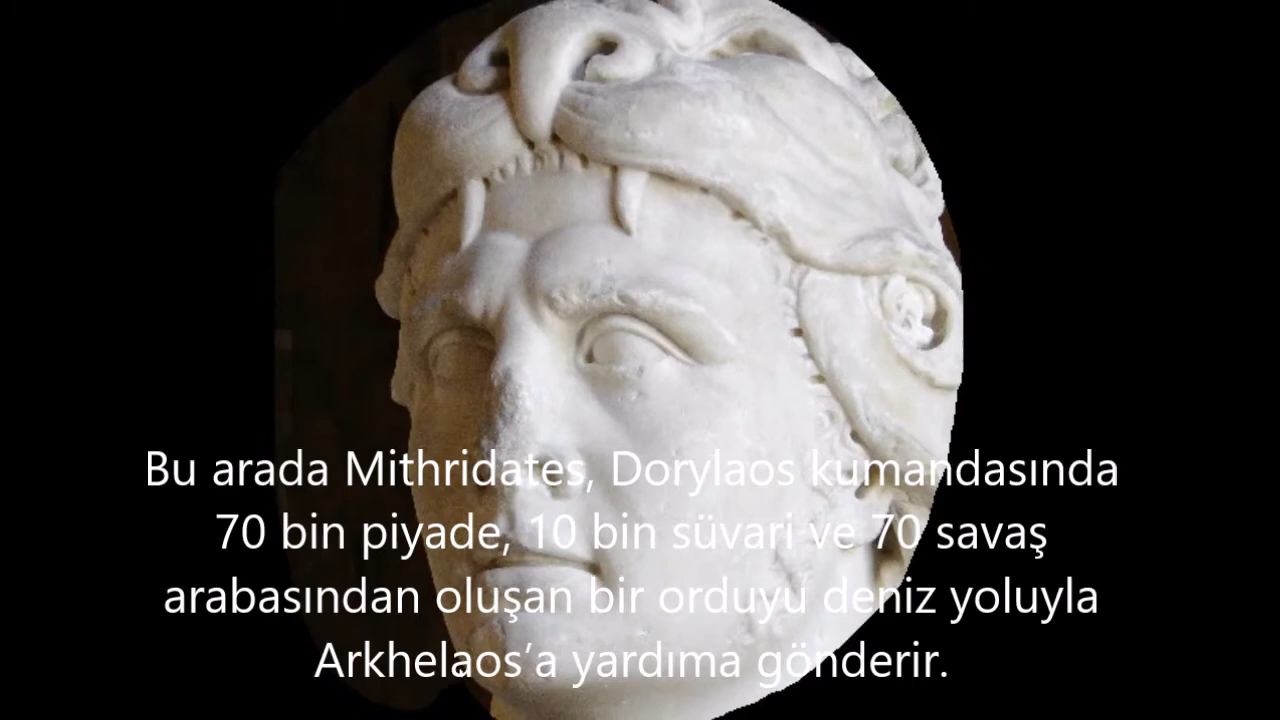 Bu arada Mithridates, Dorylaos kumandasında
70 bin piyade, 10 bin süvari ve 70 savaş
arabasından oluşan bir orduyu deniz yoluyla
Arkhelaos’a yardıma gönderir.